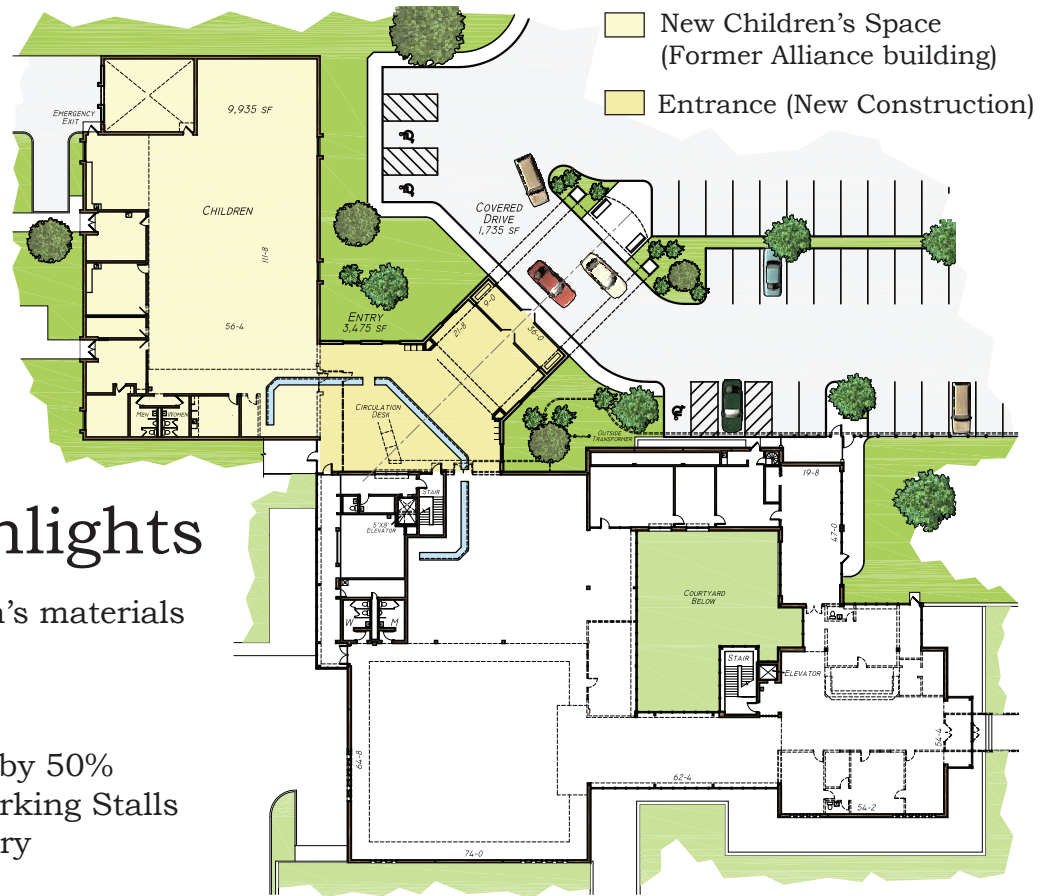 New Children's Space
(Former Alliance building)
Entrance (New Construction)
EMERGENCY
EXIT
9,935 SF
CHILDREN
111-8
56-4
COVERED
DRIVE
1,735 SF
ENTRY
3,475 SF
9-0
21-8
36-0
MEN
WOMEN
CIRCULATION
DESK
OUTSIDE
TRANSFORMER
STAIR
5'X8'
ELEVATOR
19-8
47-0
hlights
n's materials
W
M
COURTYARD
BELOW
STAIR
ELEVATOR
by 50%
rking Stalls
ry
64-8
62-4
54-4
54-2
74-0